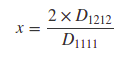 x = 2 × D₁₂₁₂ / D₁₁₁₁